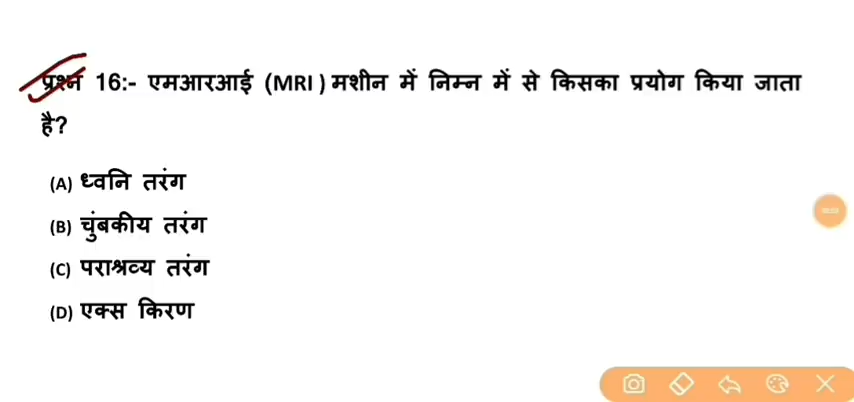 प्रश्न 16:- एमआरआई (MRI ) मशीन में निम्न में से किसका प्रयोग किया जाता
है?
(A) ध्वनि तरंग
(B) चुंबकीय तरंग
(C) पराश्रव्य तरंग
(D) एक्स किरण